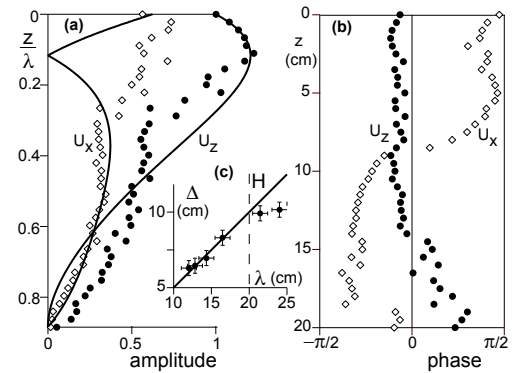 (a)
z
λ
0
0.2
0.4
0.6
0.8
U_x
U_z
0 0.5 1
amplitude
(c)
Δ
(cm)
H
10
5
10 15 20 25
λ (cm)
(b)
z
(cm)
0
5
10
15
20
U_z
U_x
−π/2 0 π/2
phase